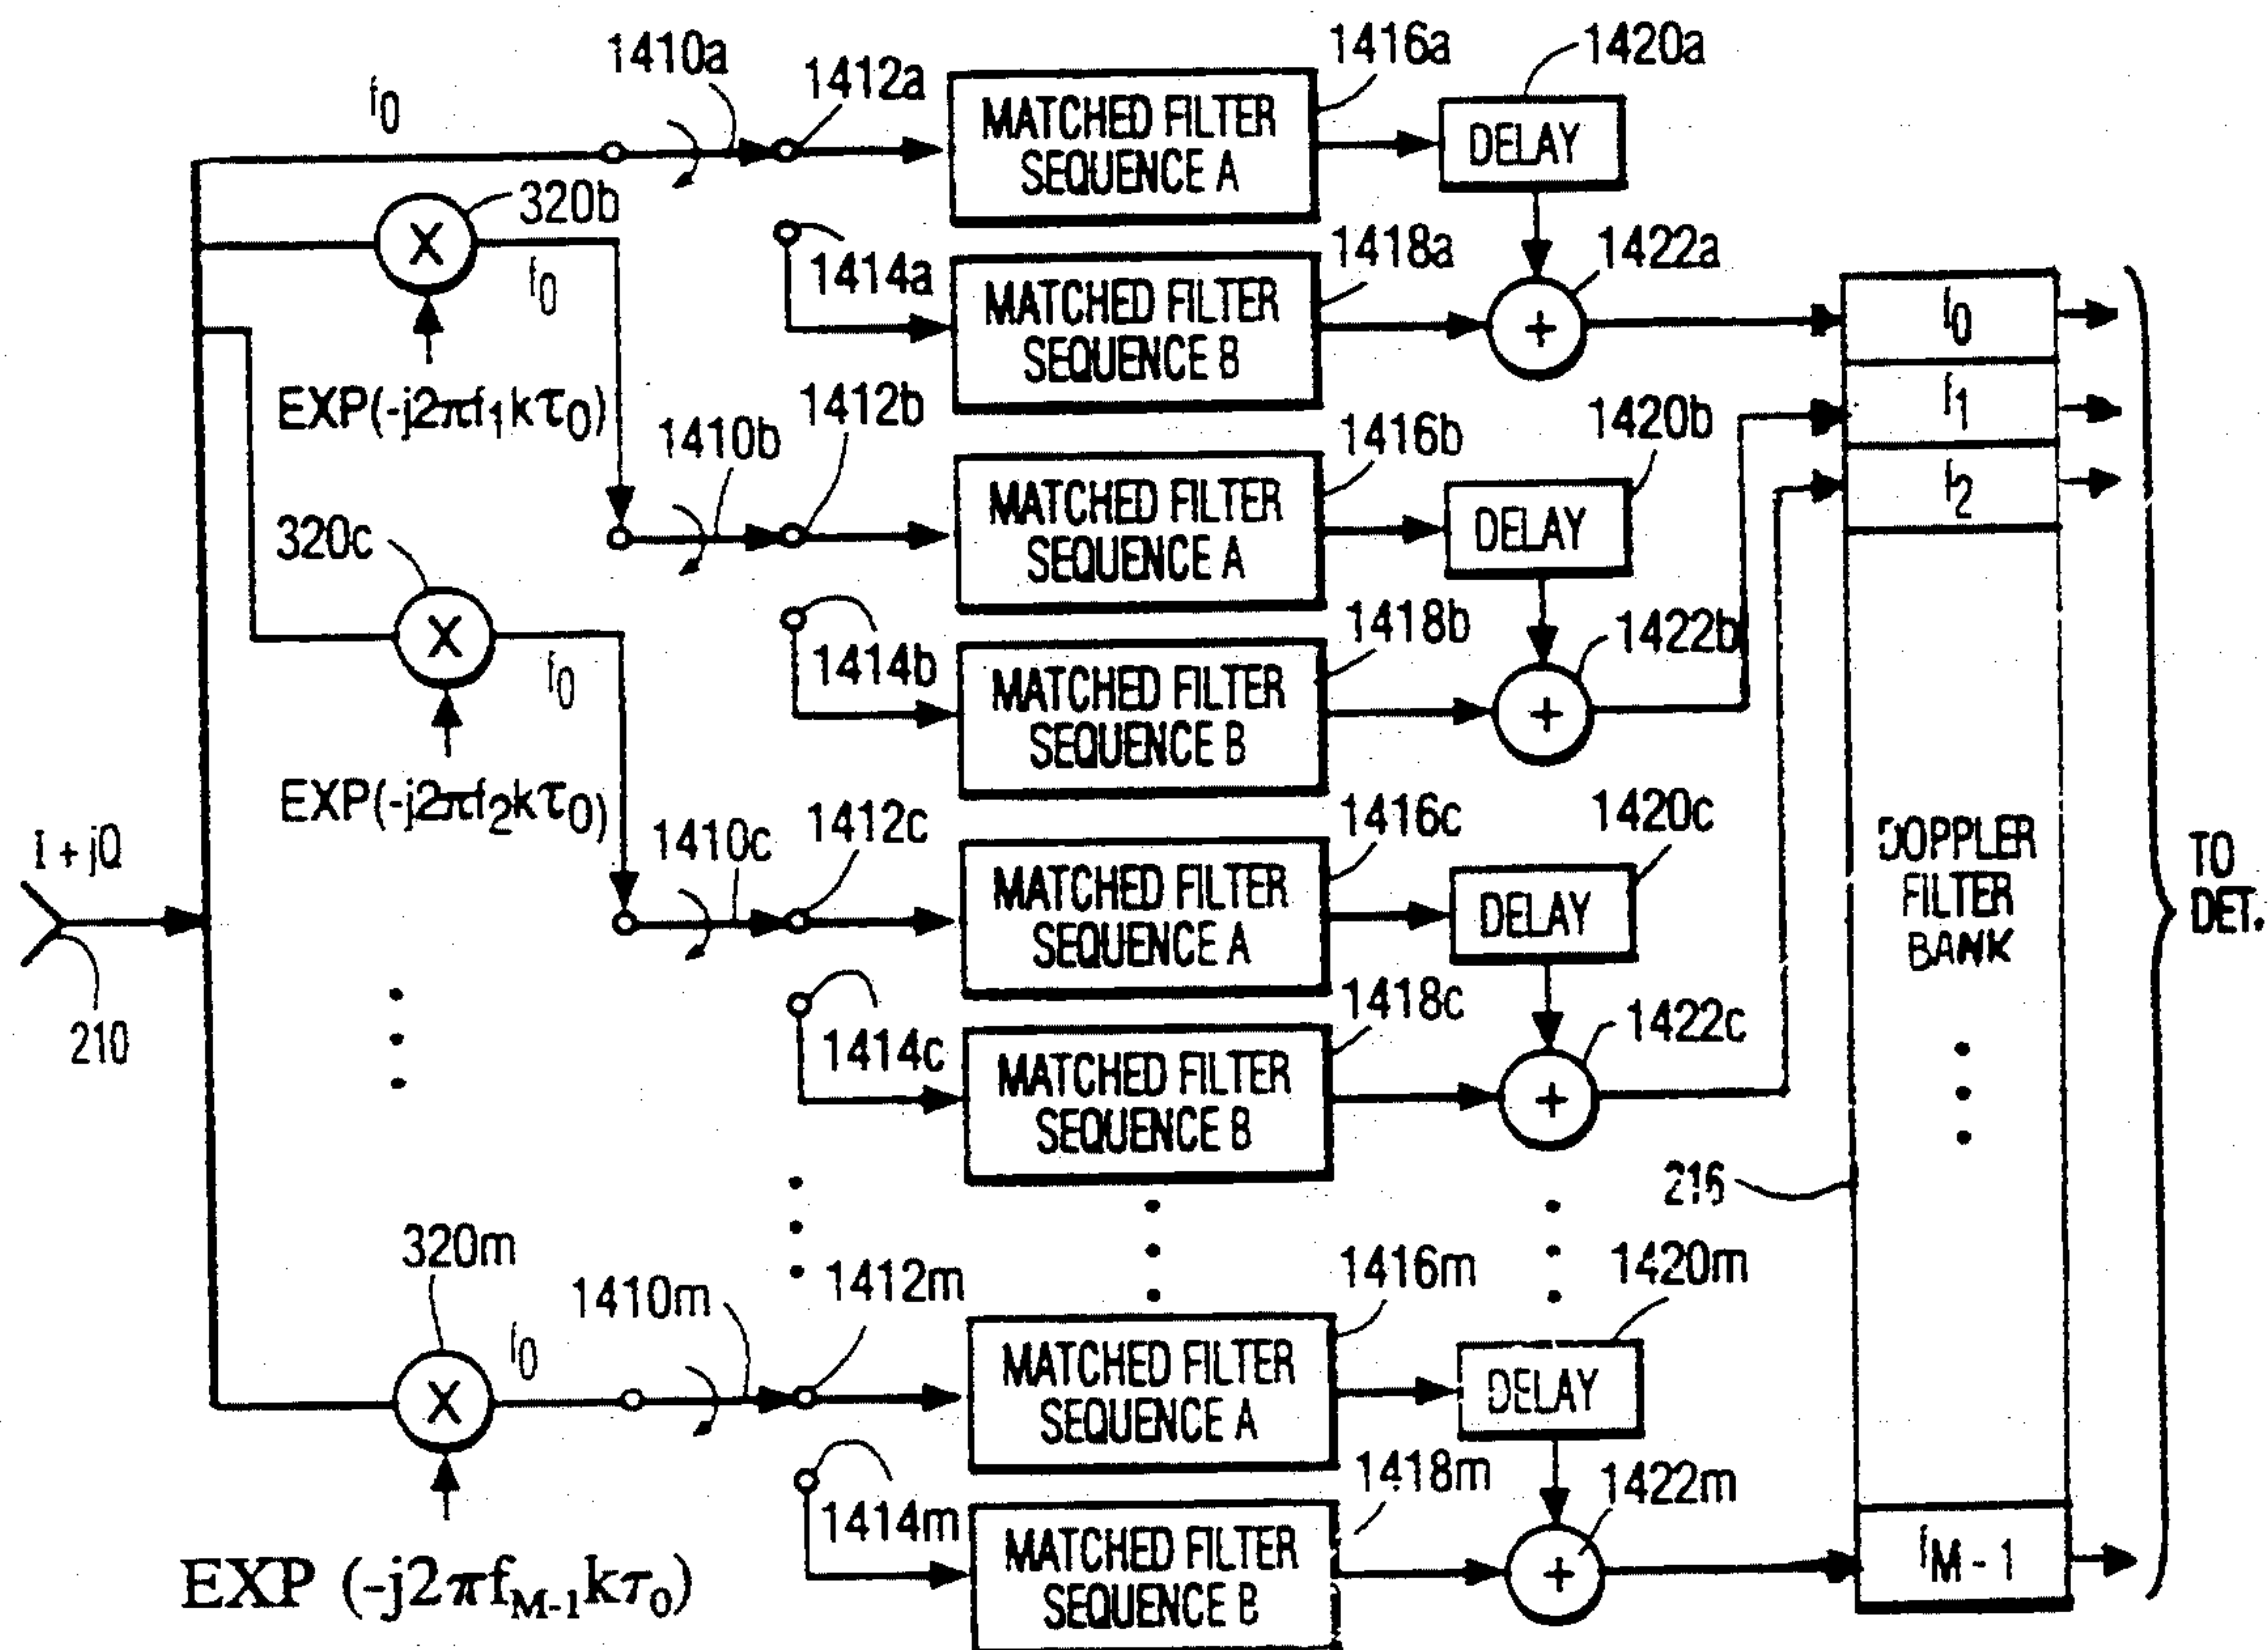 1410a
1412a
1416a
1420a
f0
MATCHED FILTER
SEQUENCE A
DELAY
320b
X
f0
1414a
1418a
1422a
MATCHED FILTER
SEQUENCE B
+
f0
EXP(-j2πf1kτ0)
1410b
1412b
1416b
1420b
f1
MATCHED FILTER
SEQUENCE A
DELAY
f2
320c
X
f0
1414b
1418b
1422b
MATCHED FILTER
SEQUENCE B
+
EXP(-j2πf2kτ0)
1410c
1412c
1416c
1420c
I + jQ
MATCHED FILTER
SEQUENCE A
DELAY
DOPPLER
FILTER
BANK
TO
DET.
210
1414c
1418c
1422c
MATCHED FILTER
SEQUENCE B
+
216
320m
X
f0
1410m
1412m
1416m
1420m
MATCHED FILTER
SEQUENCE A
DELAY
1414m
1418m
1422m
EXP (-j2πfM-1kτ0)
MATCHED FILTER
SEQUENCE B
+
fM-1